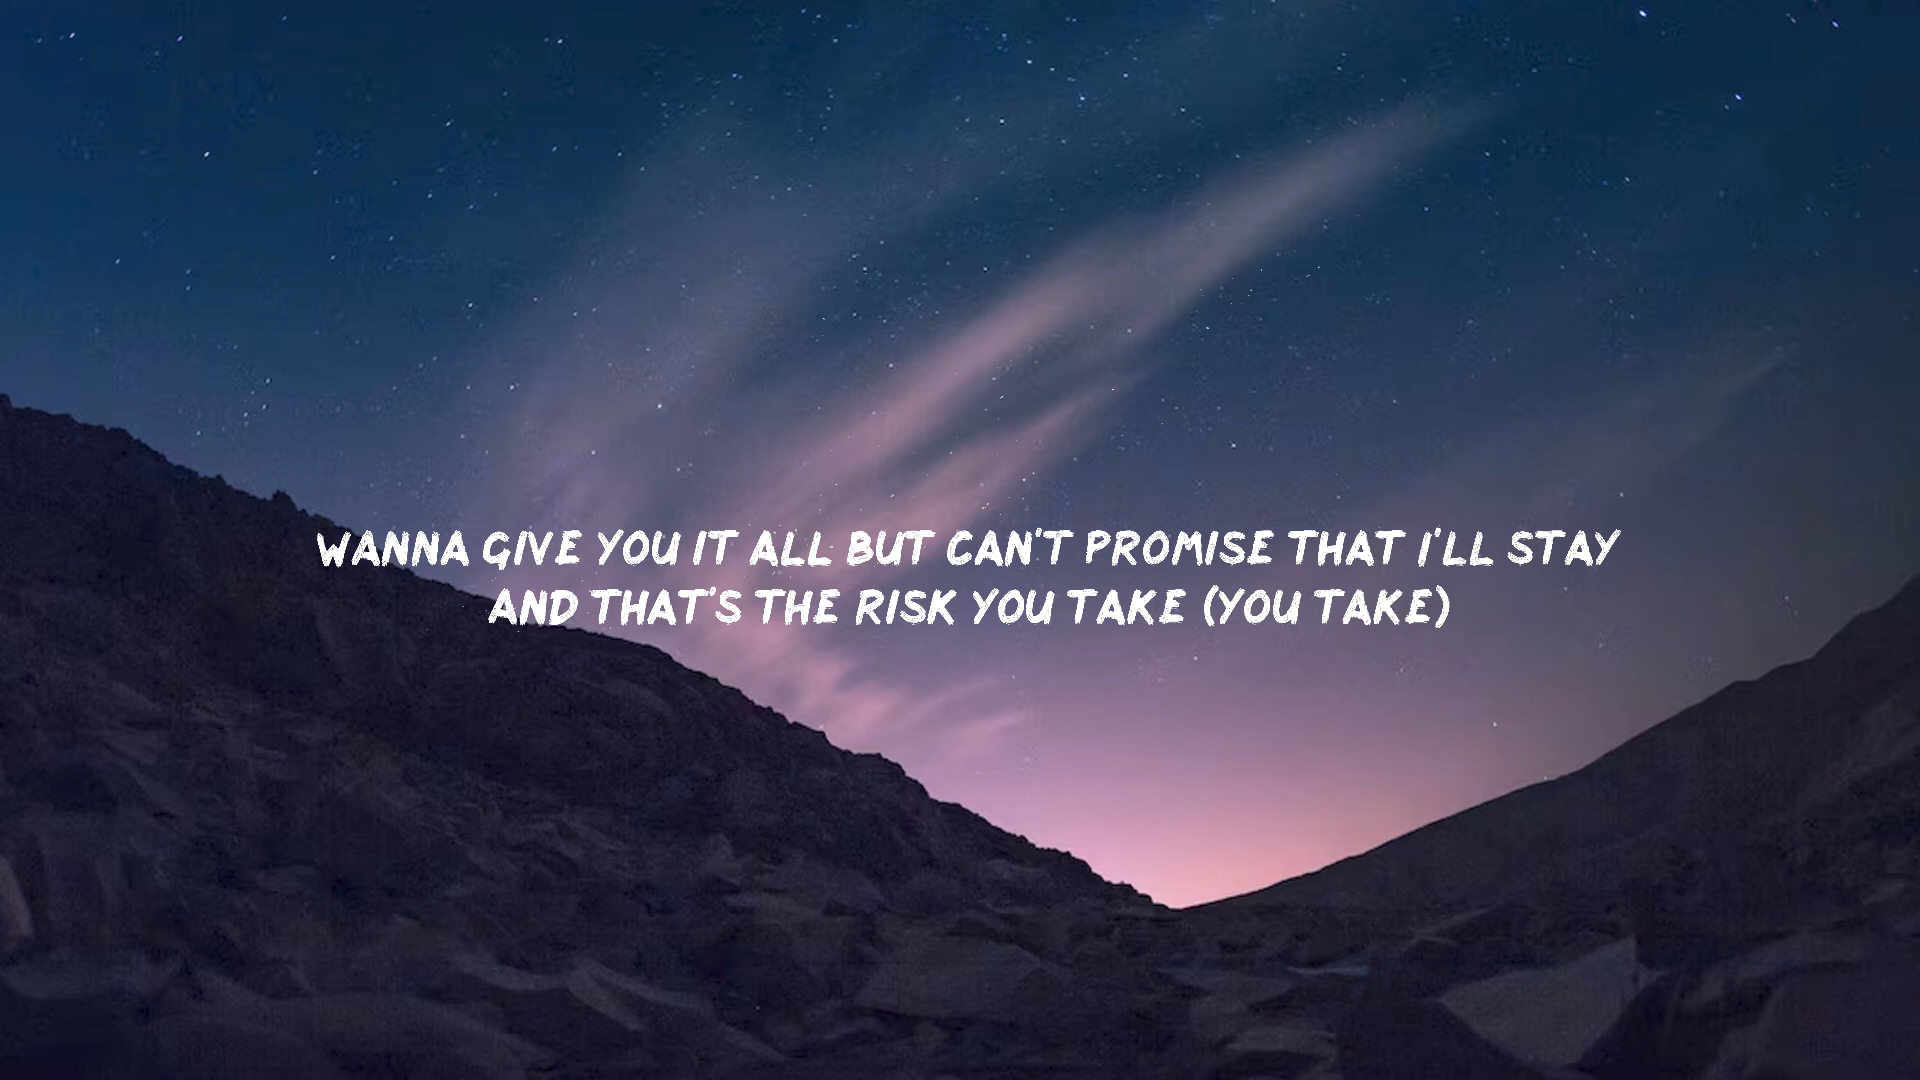 WANNA GIVE YOU IT ALL BUT CAN'T PROMISE THAT I'LL STAY
AND THAT'S THE RISK YOU TAKE (YOU TAKE)